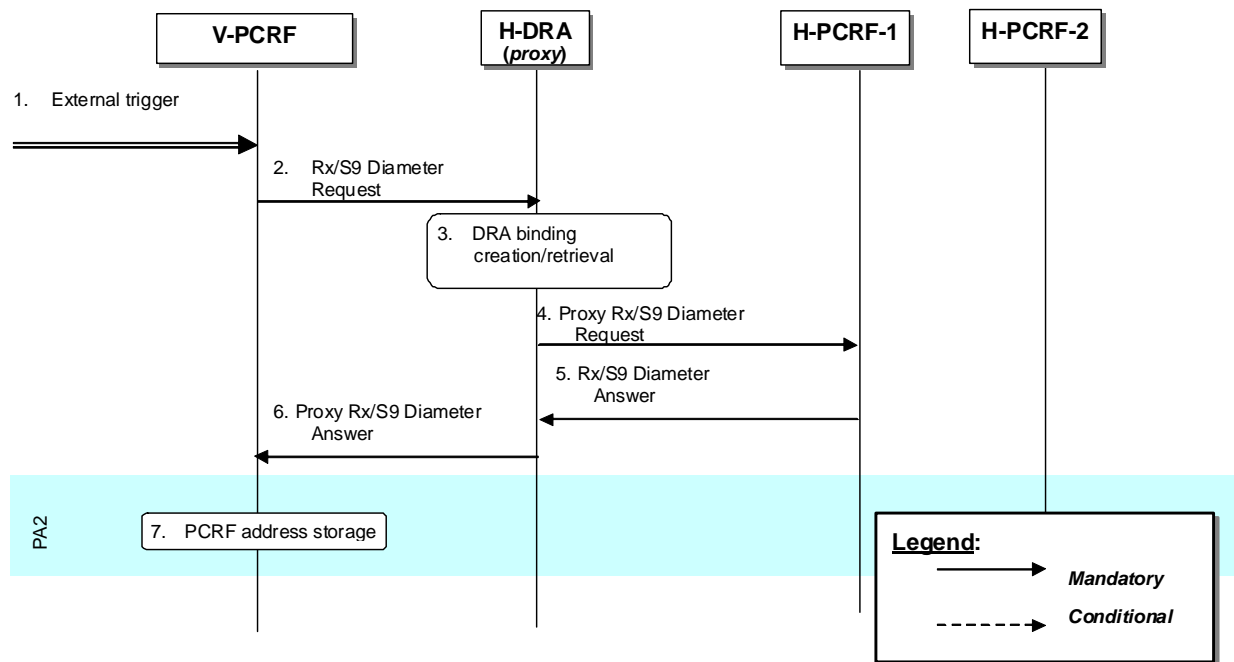 V-PCRF
H-DRA
(proxy)
H-PCRF-1
H-PCRF-2
1. External trigger
2. Rx/S9 Diameter
Request
3. DRA binding
creation/retrieval
4. Proxy Rx/S9 Diameter
Request
5. Rx/S9 Diameter
Answer
6. Proxy Rx/S9 Diameter
Answer
PA2
7. PCRF address storage
Legend:
Mandatory
Conditional